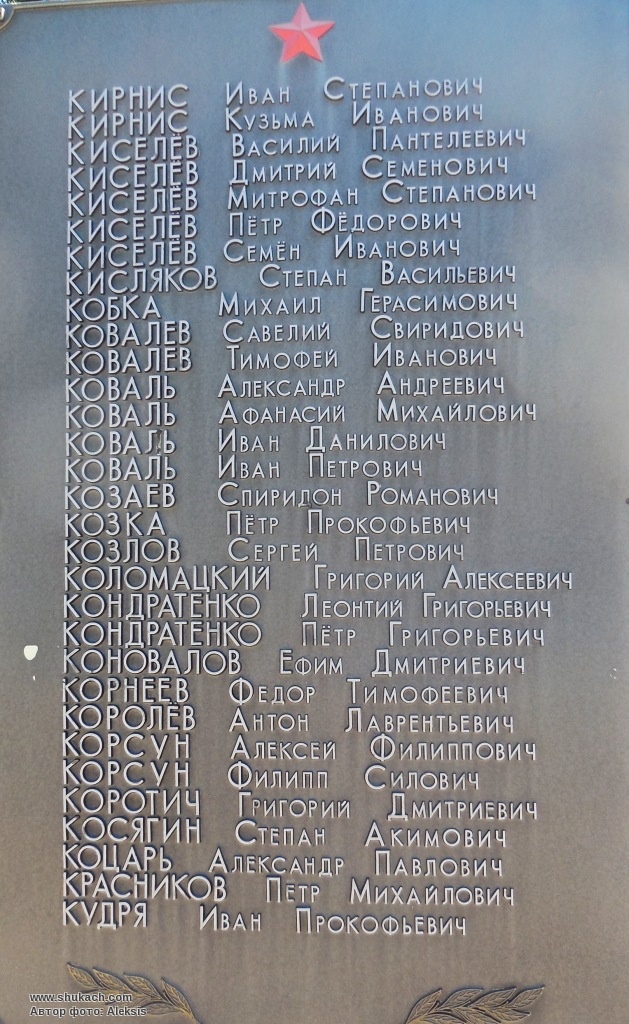 КИРНИС Иван Степанович
КИРНИС Кузьма Иванович
КИСЕЛЁВ Василий Пантелеевич
КИСЕЛЁВ Дмитрий Семенович
КИСЕЛЁВ Митрофан Степанович
КИСЕЛЁВ Пётр Фёдорович
КИСЕЛЁВ Семён Иванович
КИСЛЯКОВ Степан Васильевич
КОБКА Михаил Герасимович
КОВАЛЕВ Савелий Свиридович
КОВАЛЕВ Тимофей Иванович
КОВАЛЬ Александр Андреевич
КОВАЛЬ Афанасий Михайлович
КОВАЛЬ Иван Данилович
КОВАЛЬ Иван Петрович
КОЗАЕВ Спиридон Романович
КОЗКА Пётр Прокофьевич
КОЗЛОВ Сергей Петрович
КОЛОМАЦКИЙ Григорий Алексеевич
КОНДРАТЕНКО Леонтий Григорьевич
КОНДРАТЕНКО Пётр Григорьевич
КОНОВАЛОВ Ефим Дмитриевич
КОРНЕЕВ Федор Тимофеевич
КОРОЛЁВ Антон Лаврентьевич
КОРСУН Алексей Филиппович
КОРСУН Филипп Силович
КОРОТИЧ Григорий Дмитриевич
КОСЯГИН Степан Акимович
КОЦАРЬ Александр Павлович
КРАСНИКОВ Пётр Михайлович
КУДРЯ Иван Прокофьевич
www.shukach.com
Автор фото: Aleksis